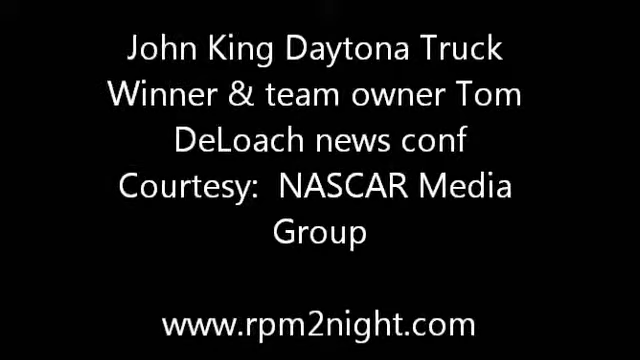 John King Daytona Truck
Winner & team owner Tom
DeLoach news conf
Courtesy:  NASCAR Media
Group
www.rpm2night.com